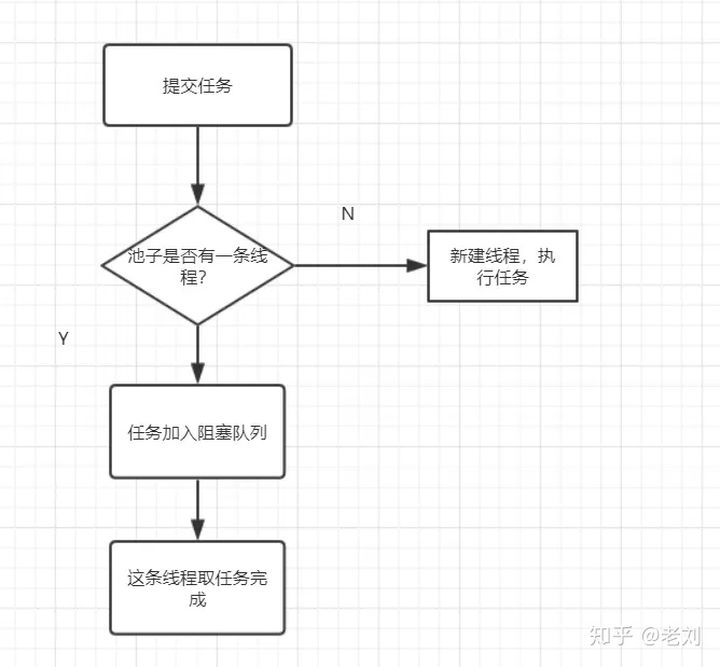 提交任务
N
池子是否有一条线
程?
新建线程，执
行任务
Y
任务加入阻塞队列
这条线程取任务完
成
知乎 @老刘